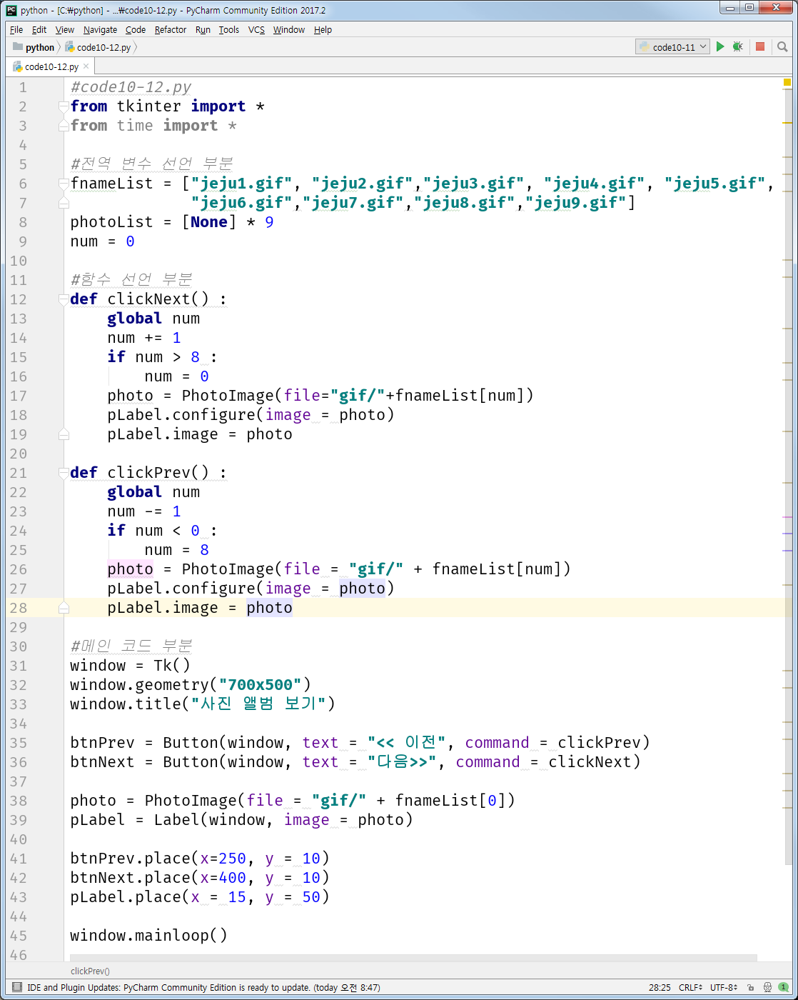 python - [C:\python] - ...\code10-12.py - PyCharm Community Edition 2017.2
File Edit View Navigate Code Refactor Run Tools VCS Window Help
python code10-12.py code10-11
code10-12.py
1 #code10-12.py
2 from tkinter import *
3 from time import *
4
5 #전역 변수 선언 부분
6 fnameList = ["jeju1.gif", "jeju2.gif","jeju3.gif", "jeju4.gif", "jeju5.gif",
7 "jeju6.gif","jeju7.gif","jeju8.gif","jeju9.gif"]
8 photoList = [None] * 9
9 num = 0
10
11 #함수 선언 부분
12 def clickNext() :
13 global num
14 num += 1
15 if num > 8 :
16 num = 0
17 photo = PhotoImage(file="gif/"+fnameList[num])
18 pLabel.configure(image = photo)
19 pLabel.image = photo
20
21 def clickPrev() :
22 global num
23 num -= 1
24 if num < 0 :
25 num = 8
26 photo = PhotoImage(file = "gif/" + fnameList[num])
27 pLabel.configure(image = photo)
28 pLabel.image = photo
29
30 #메인 코드 부분
31 window = Tk()
32 window.geometry("700x500")
33 window.title("사진 앨범 보기")
34
35 btnPrev = Button(window, text = "<< 이전", command = clickPrev)
36 btnNext = Button(window, text = "다음>>", command = clickNext)
37
38 photo = PhotoImage(file = "gif/" + fnameList[0])
39 pLabel = Label(window, image = photo)
40
41 btnPrev.place(x=250, y = 10)
42 btnNext.place(x=400, y = 10)
43 pLabel.place(x = 15, y = 50)
44
45 window.mainloop()
46
clickPrev()
IDE and Plugin Updates: PyCharm Community Edition is ready to update. (today 오전 8:47) 28:25 CRLF UTF-8 1